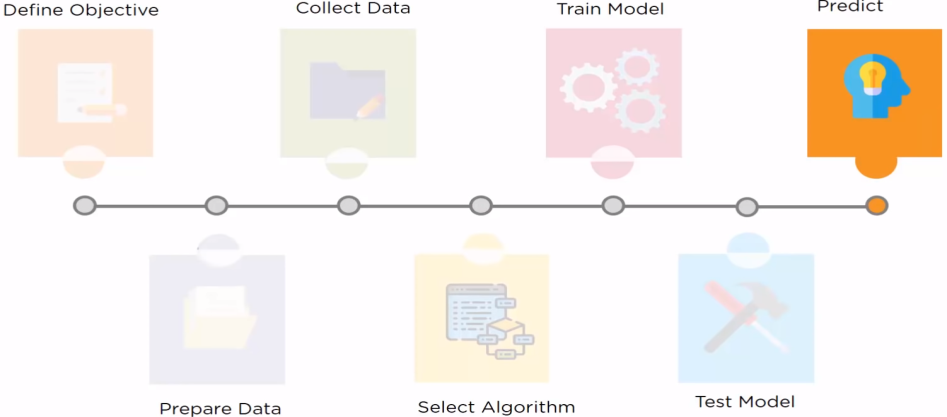 Define Objective
Collect Data
Train Model
Predict
Prepare Data
Select Algorithm
Test Model